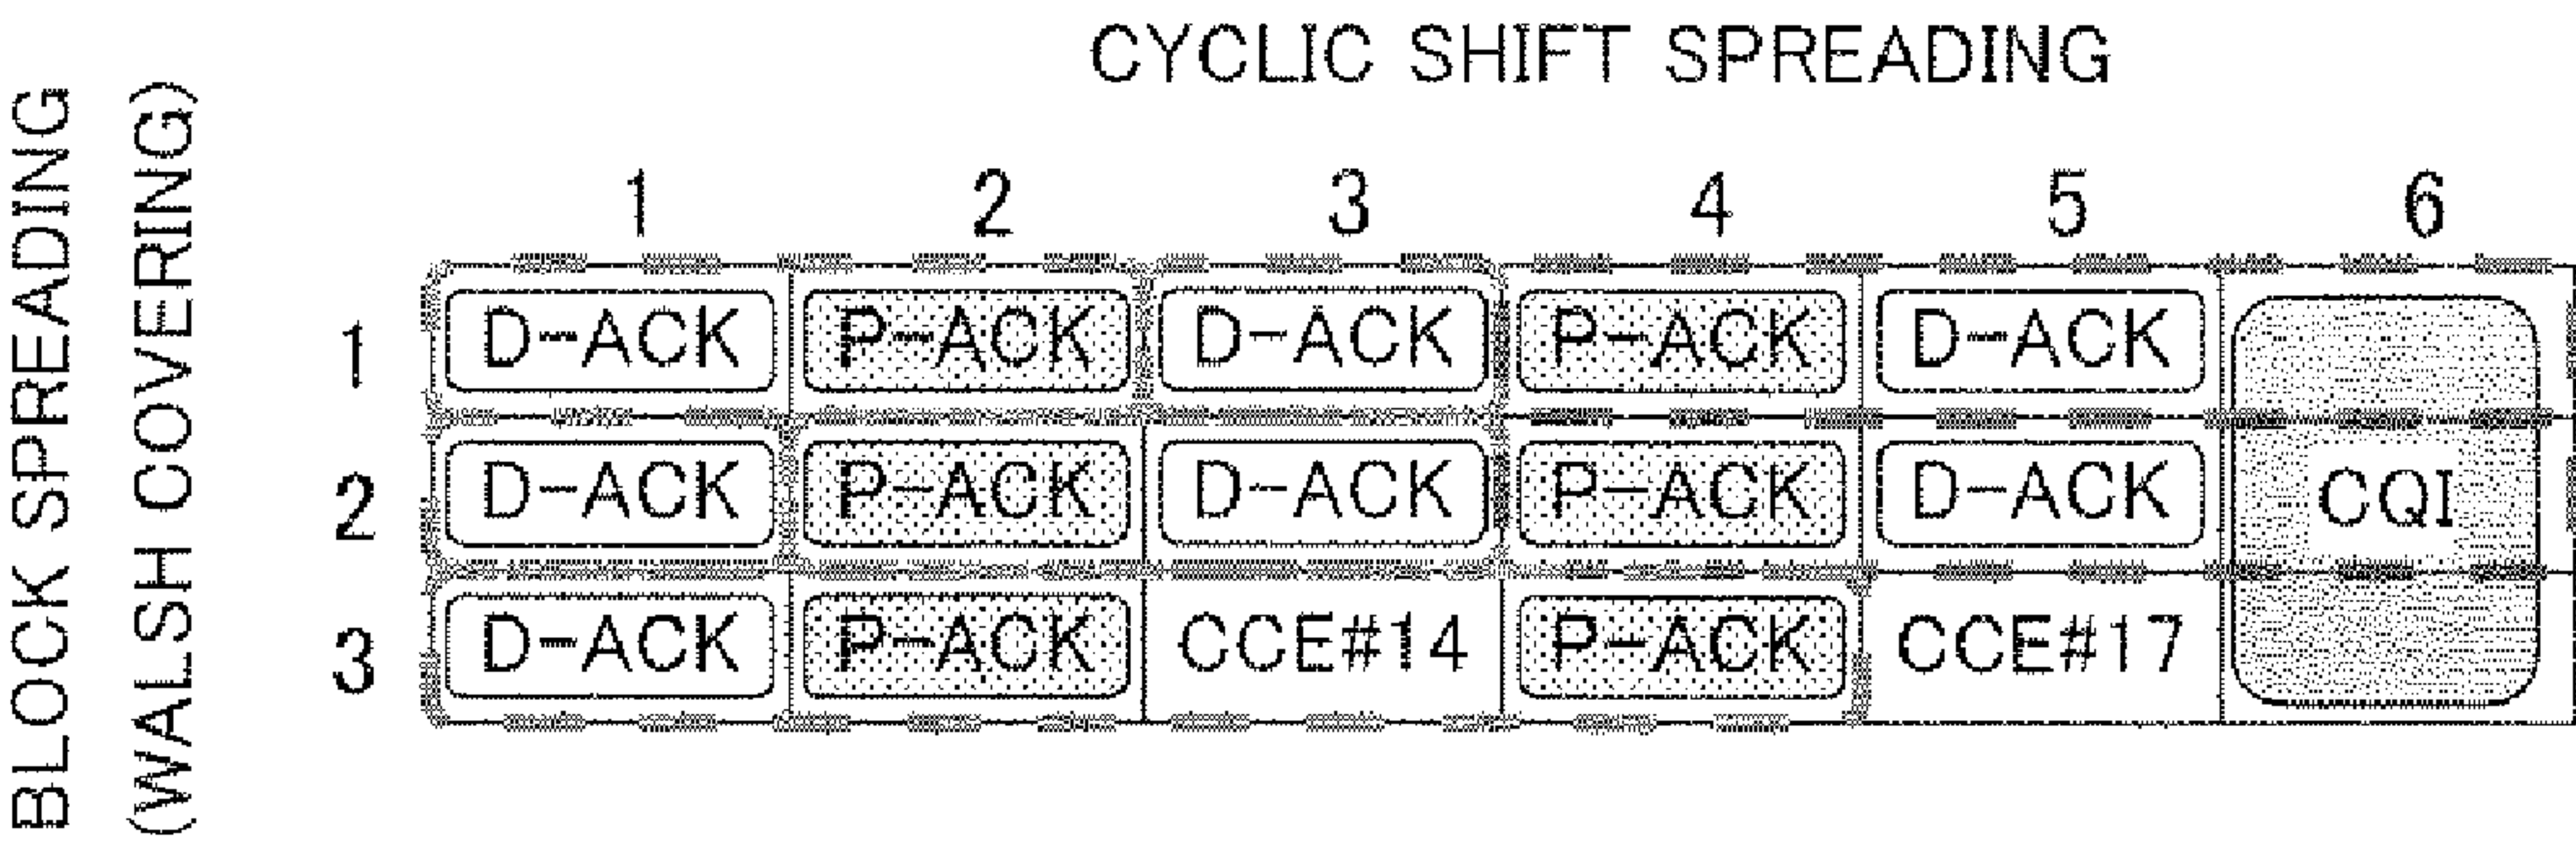 CYCLIC SHIFT SPREADING
BLOCK SPREADING
(WALSH COVERING)
1 2 3 4 5 6
1 D-ACK P-ACK D-ACK P-ACK D-ACK
2 D-ACK P-ACK D-ACK P-ACK D-ACK CQI
3 D-ACK P-ACK CCE#14 P-ACK CCE#17